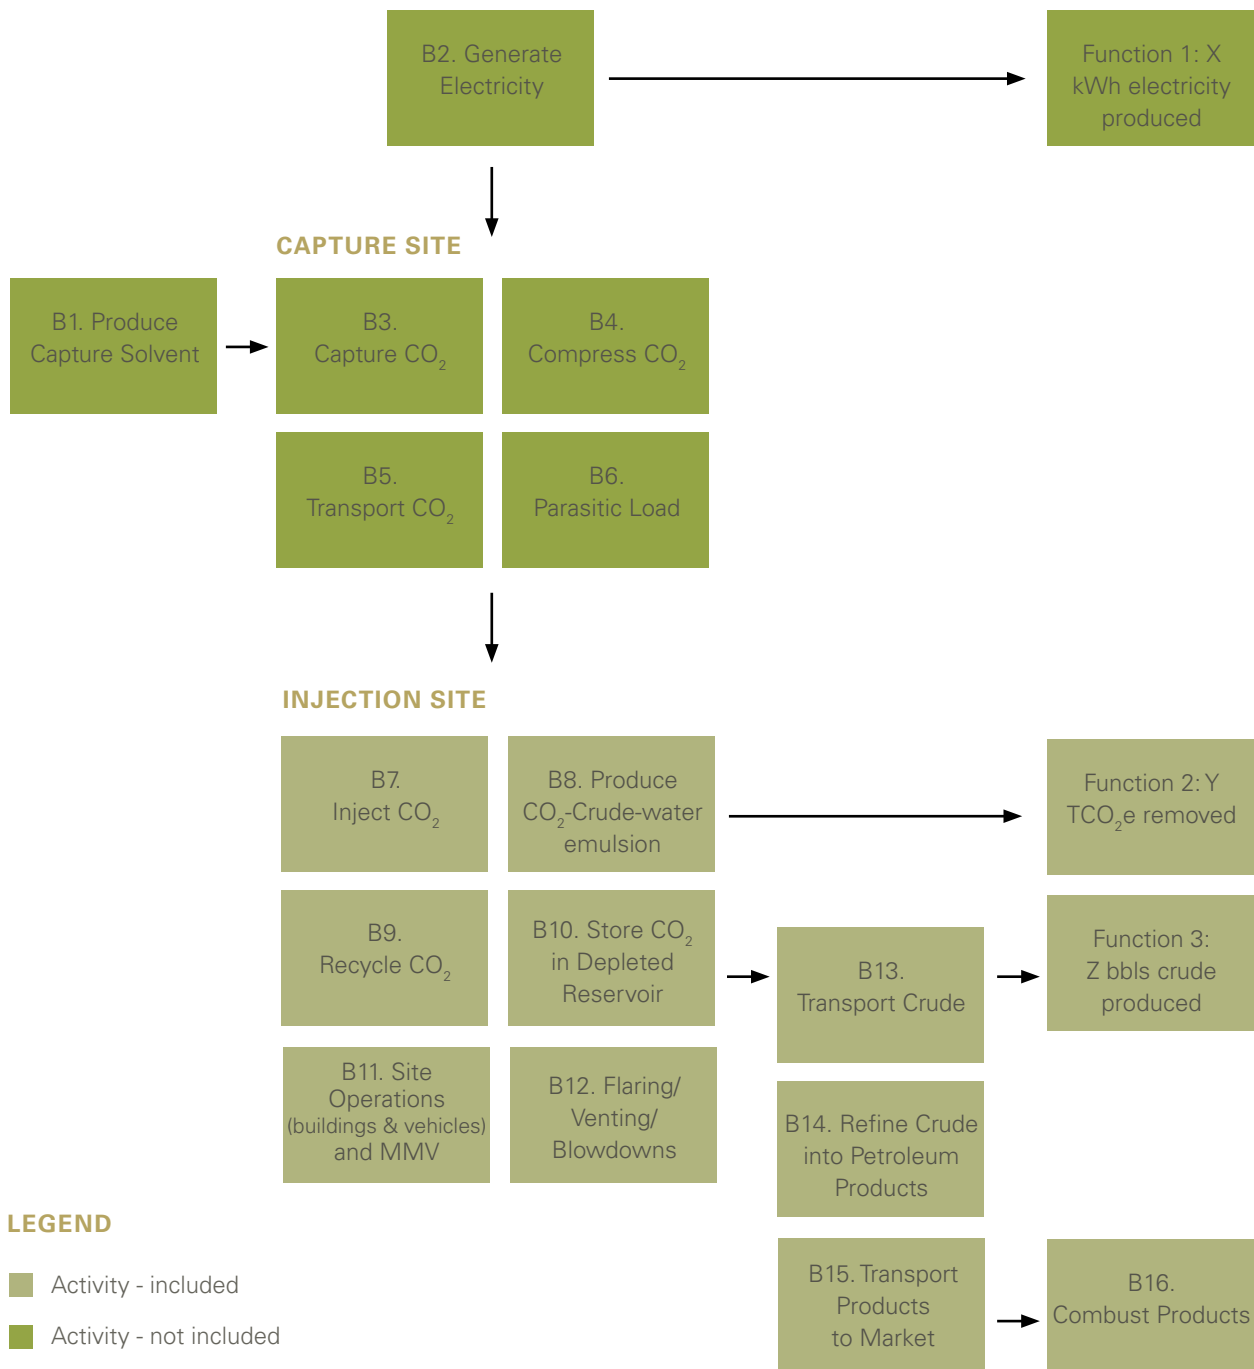 B2. Generate
Electricity
Function 1: X
kWh electricity
produced
CAPTURE SITE
B1. Produce
Capture Solvent
B3.
Capture CO₂
B4.
Compress CO₂
B5.
Transport CO₂
B6.
Parasitic Load
INJECTION SITE
B7.
Inject CO₂
B8. Produce
CO₂-Crude-water
emulsion
Function 2: Y
TCO₂e removed
B9.
Recycle CO₂
B10. Store CO₂
in Depleted
Reservoir
B13.
Transport Crude
Function 3:
Z bbls crude
produced
B11. Site
Operations
(buildings & vehicles)
and MMV
B12. Flaring/
Venting/
Blowdowns
B14. Refine Crude
into Petroleum
Products
B15. Transport
Products
to Market
B16.
Combust Products
LEGEND
Activity - included
Activity - not included